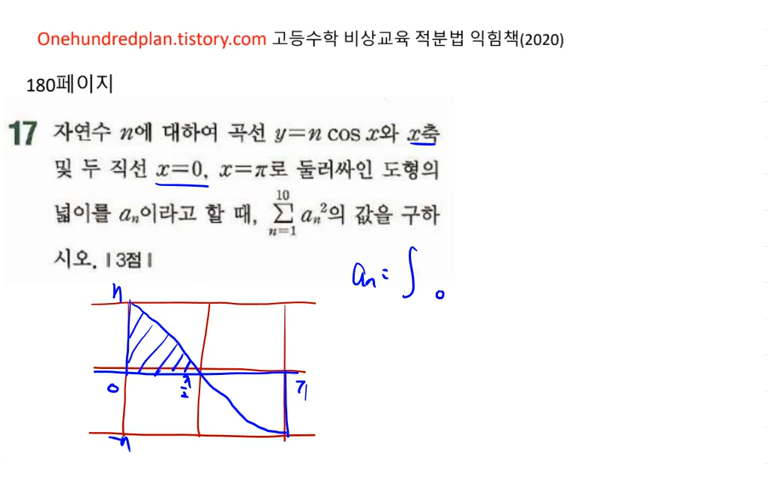 Onehundredplan.tistory.com 고등수학 비상교육 적분법 익힘책(2020)
180페이지
17 자연수 n에 대하여 곡선 y=n cos x와 x축
및 두 직선 x=0, x=π로 둘러싸인 도형의
넓이를 aₙ이라고 할 때, ∑_{n=1}^{10} aₙ²의 값을 구하
시오. | 3점 |
aₙ = ∫₀
n
0 π/2 π
-n